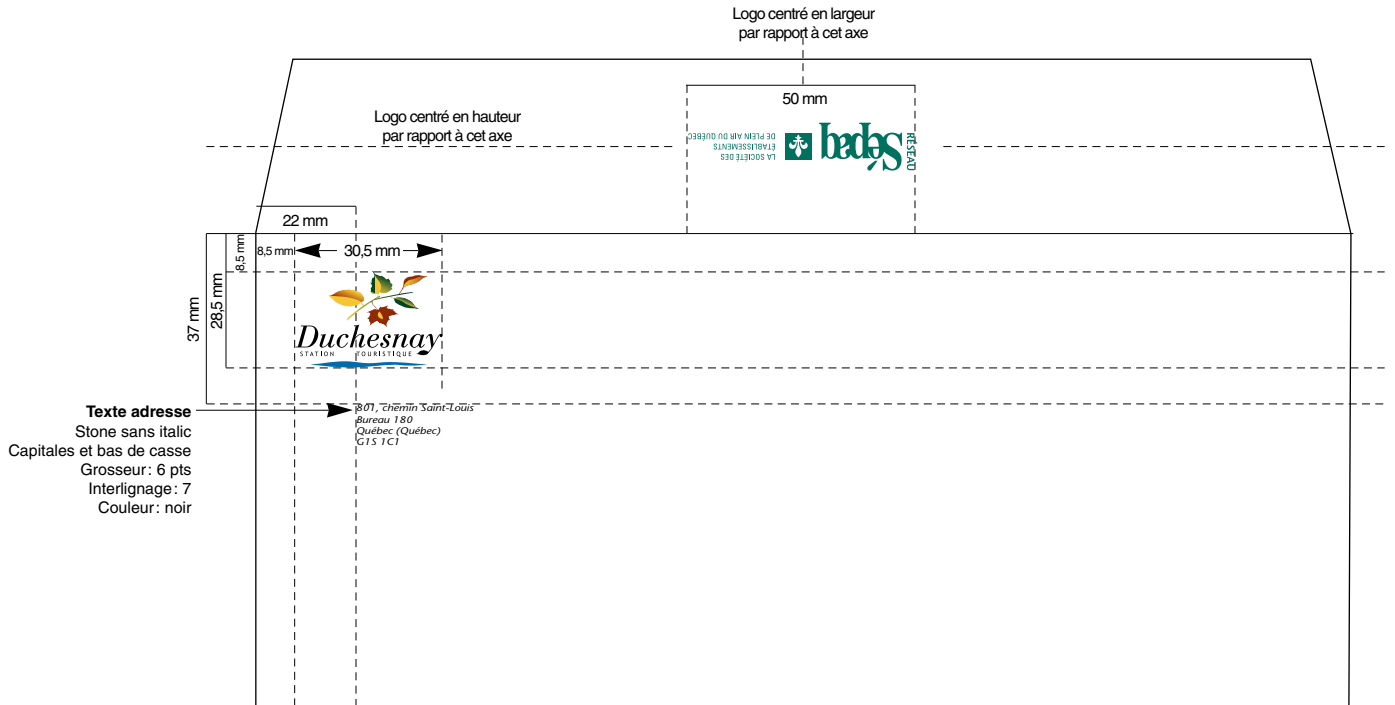 Logo centré en largeur
par rapport à cet axe
50 mm
Logo centré en hauteur
par rapport à cet axe
RÉSEAU
Sépaq
LA SOCIÉTÉ DES
ÉTABLISSEMENTS
DE PLEIN AIR DU QUÉBEC
22 mm
8,5 mm
8,5 mm
30,5 mm
37 mm
28,5 mm
Duchesnay
STATION TOURISTIQUE
Texte adresse
Stone sans italic
Capitales et bas de casse
Grosseur : 6 pts
Interlignage : 7
Couleur : noir
801, chemin Saint-Louis
Bureau 180
Québec (Québec)
G1S 1C1